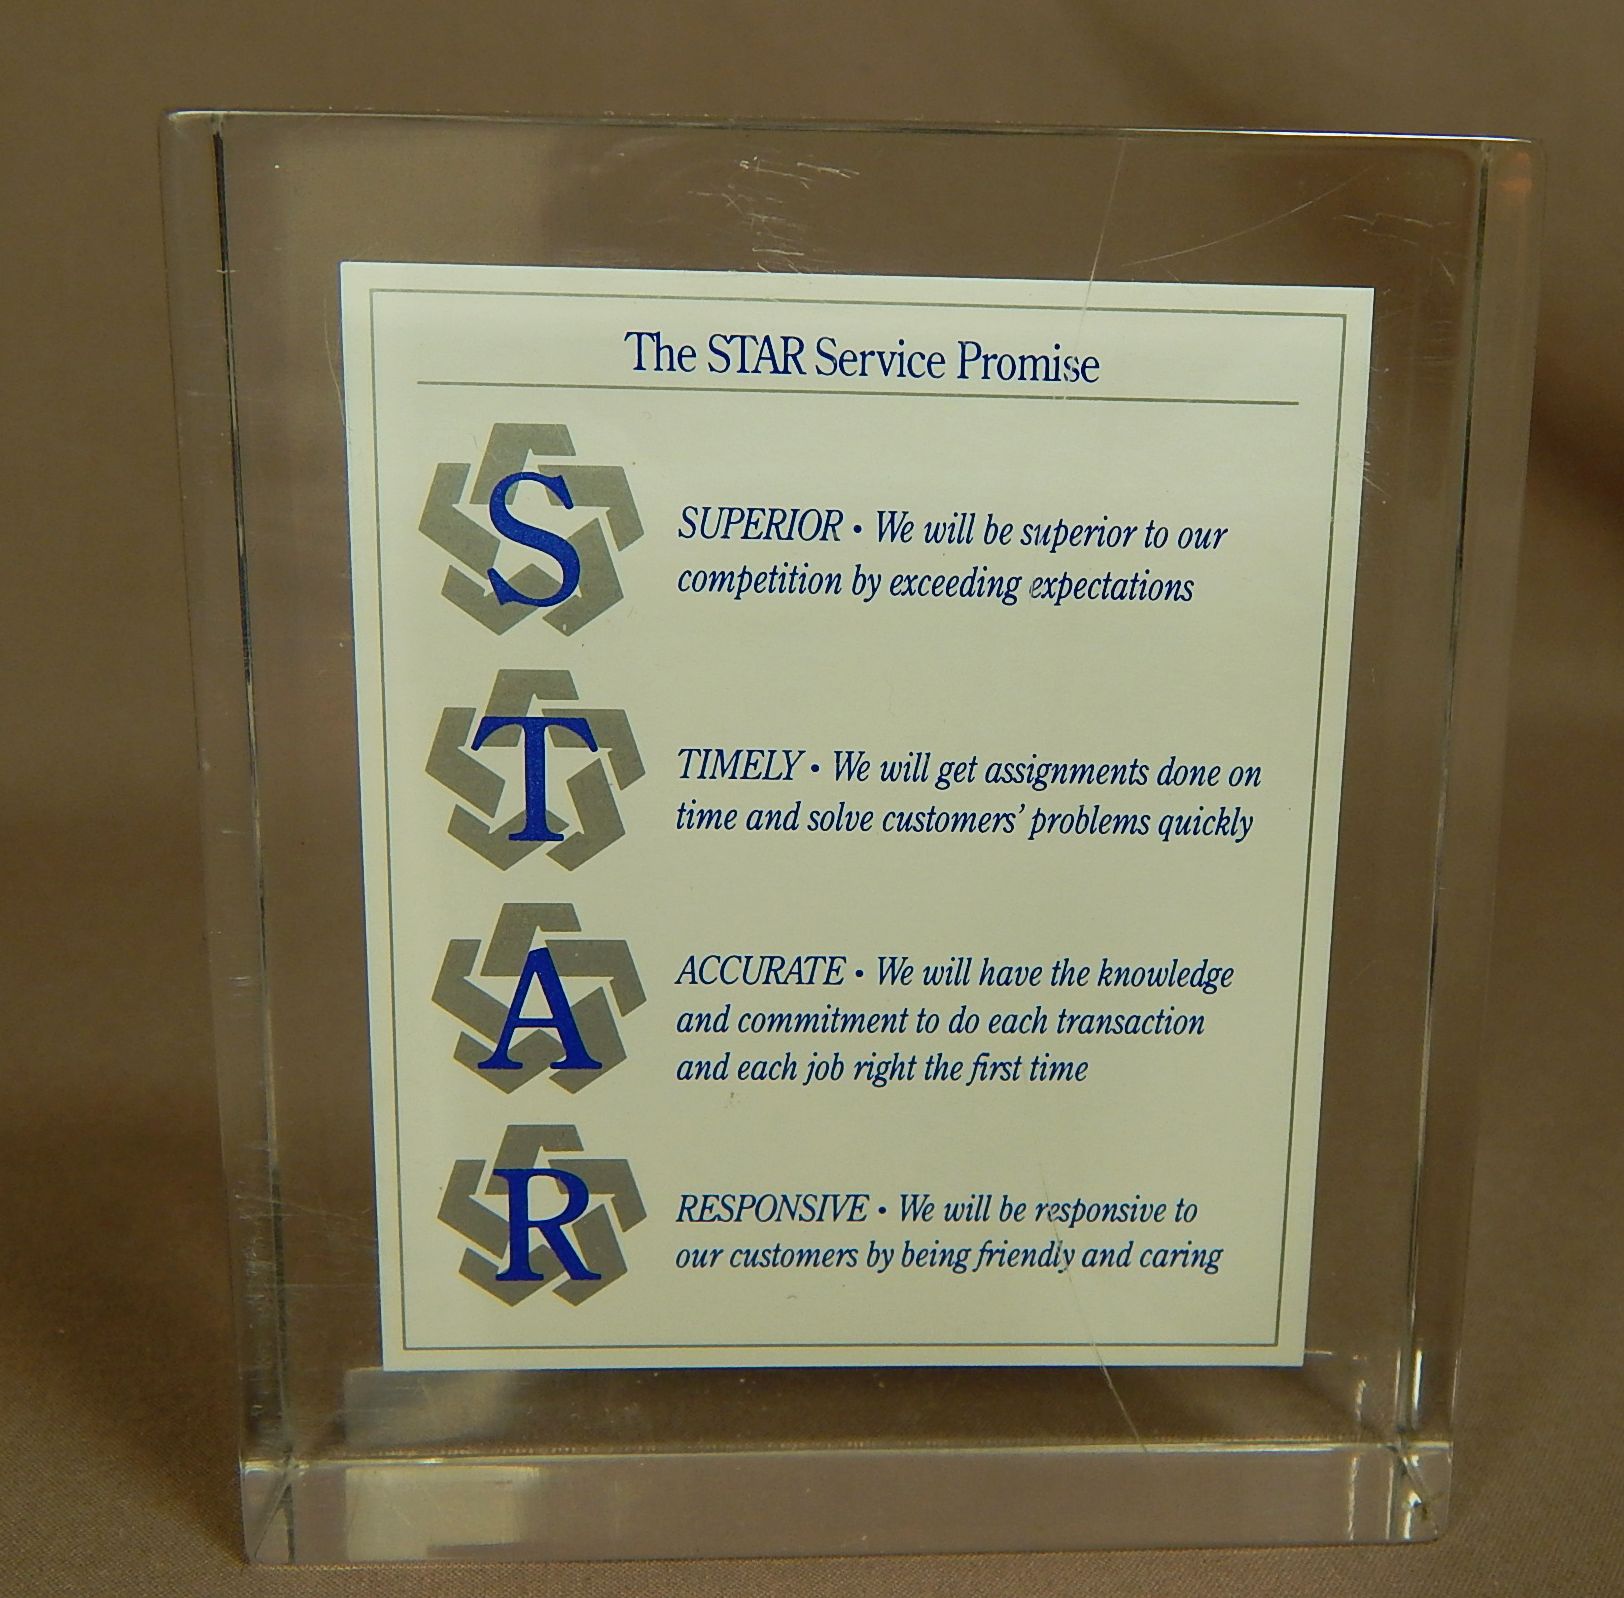 The STAR Service Promise
S
SUPERIOR • We will be superior to our
competition by exceeding expectations
T
TIMELY • We will get assignments done on
time and solve customers' problems quickly
A
ACCURATE • We will have the knowledge
and commitment to do each transaction
and each job right the first time
R
RESPONSIVE • We will be responsive to
our customers by being friendly and caring